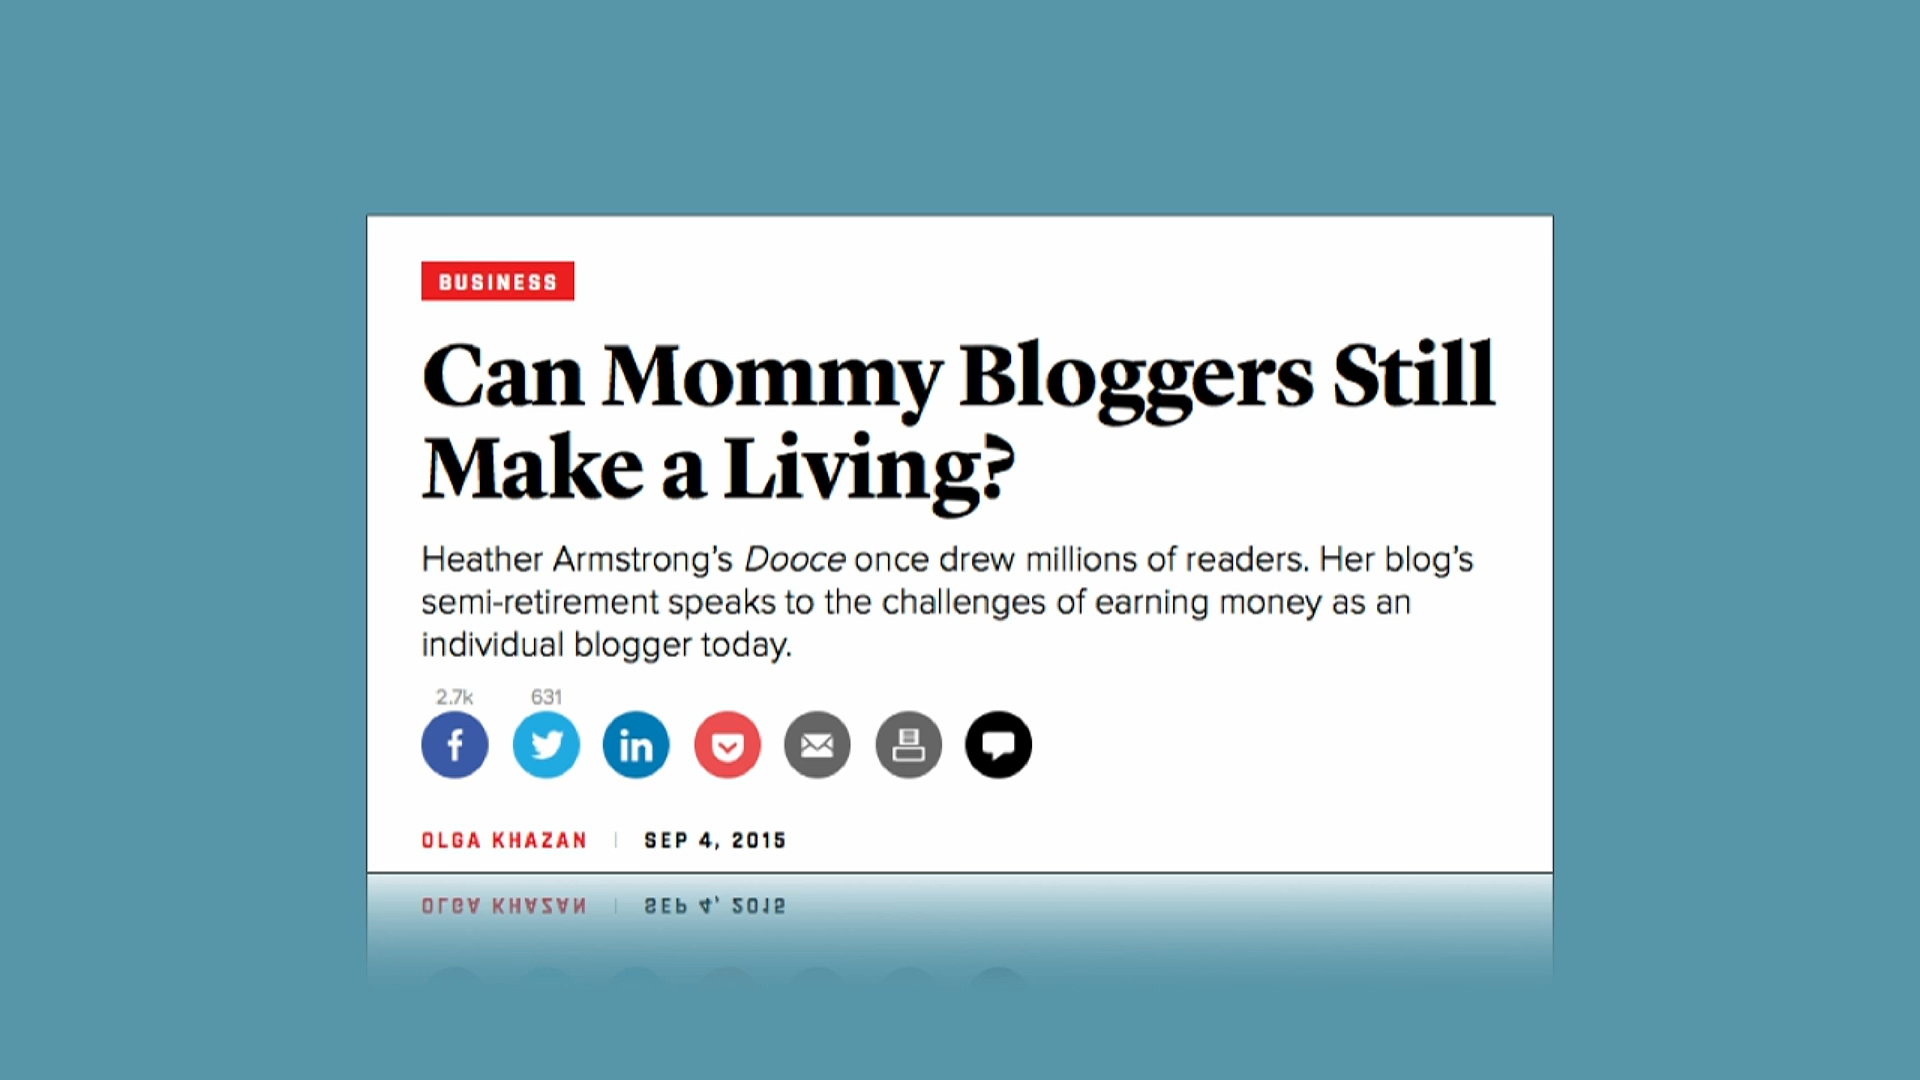 BUSINESS
Can Mommy Bloggers Still
Make a Living?
Heather Armstrong's Dooce once drew millions of readers. Her blog's
semi-retirement speaks to the challenges of earning money as an
individual blogger today.
2.7k 631
OLGA KHAZAN | SEP 4, 2015